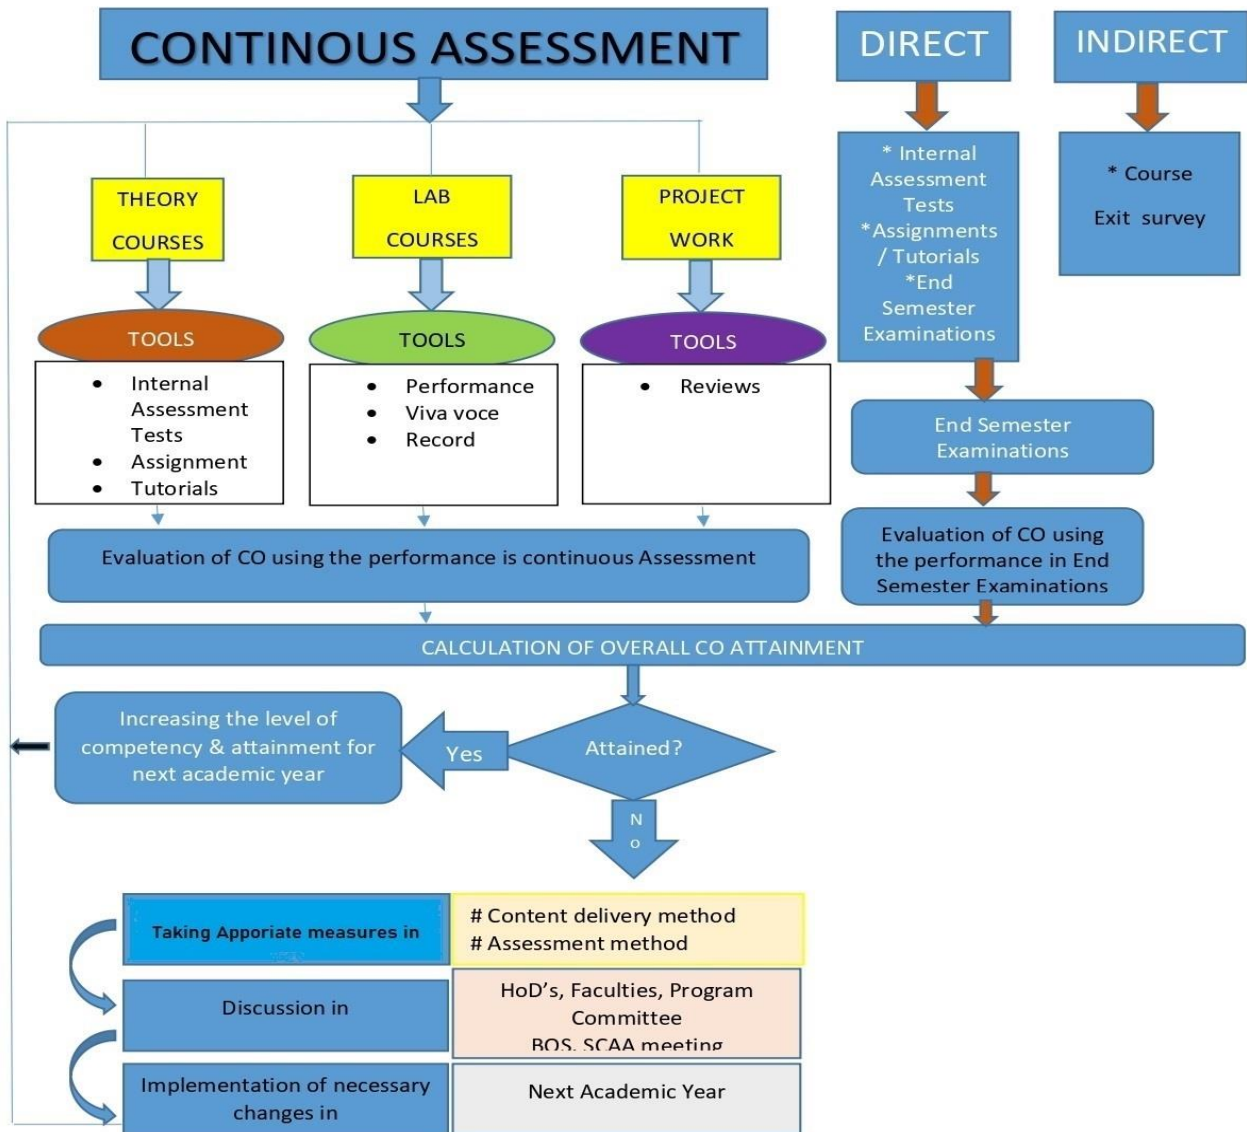 CONTINOUS ASSESSMENT
DIRECT
INDIRECT
THEORY
COURSES
LAB
COURSES
PROJECT
WORK
* Internal
Assessment
Tests
*Assignments
/ Tutorials
*End
Semester
Examinations
* Course
Exit survey
TOOLS
TOOLS
TOOLS
• Internal
Assessment
Tests
• Assignment
• Tutorials
• Performance
• Viva voce
• Record
• Reviews
End Semester
Examinations
Evaluation of CO using the performance is continuous Assessment
Evaluation of CO using
the performance in End
Semester Examinations
CALCULATION OF OVERALL CO ATTAINMENT
Increasing the level of
competency & attainment for
next academic year
Yes
Attained?
N
o
Taking Apporiate measures in
# Content delivery method
# Assessment method
Discussion in
HoD's, Faculties, Program
Committee
BOS, SCAA meeting
Implementation of necessary
changes in
Next Academic Year